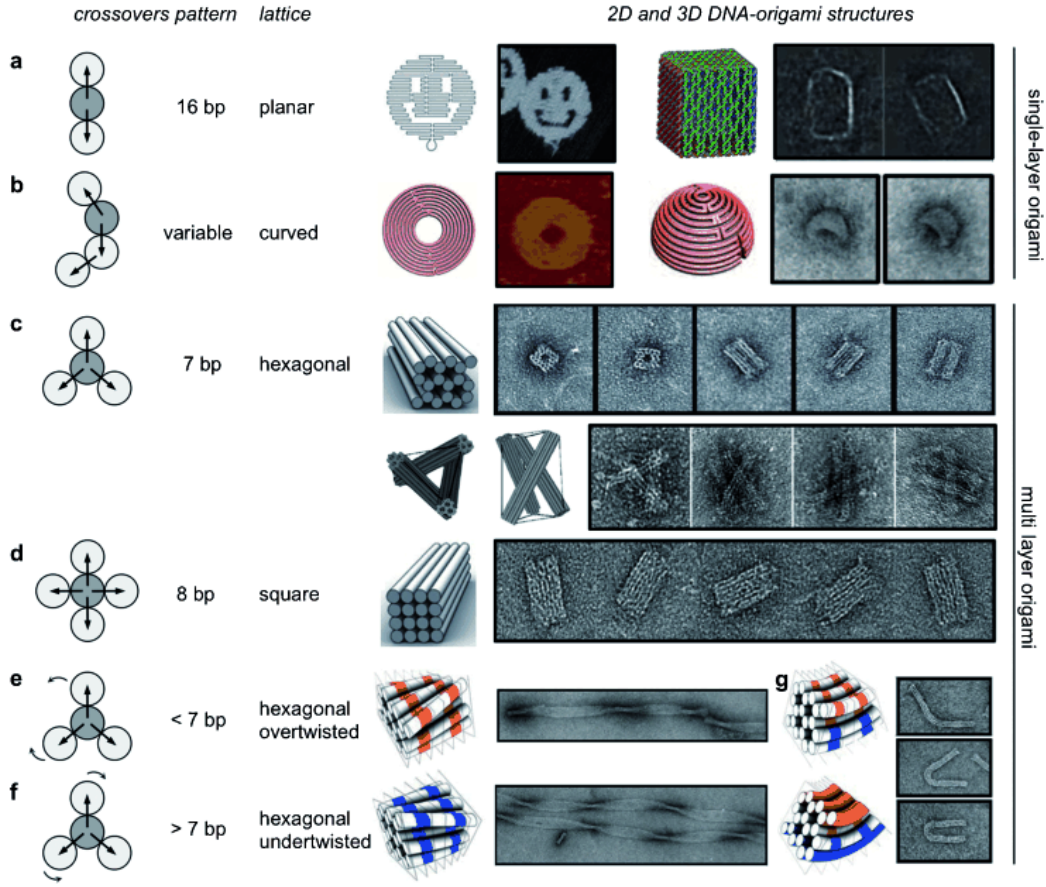 crossovers pattern lattice 2D and 3D DNA-origami structures
a 16 bp planar
b variable curved
single-layer origami
c 7 bp hexagonal
d 8 bp square
multi layer origami
e < 7 bp hexagonal
overtwisted
g
f > 7 bp hexagonal
undertwisted